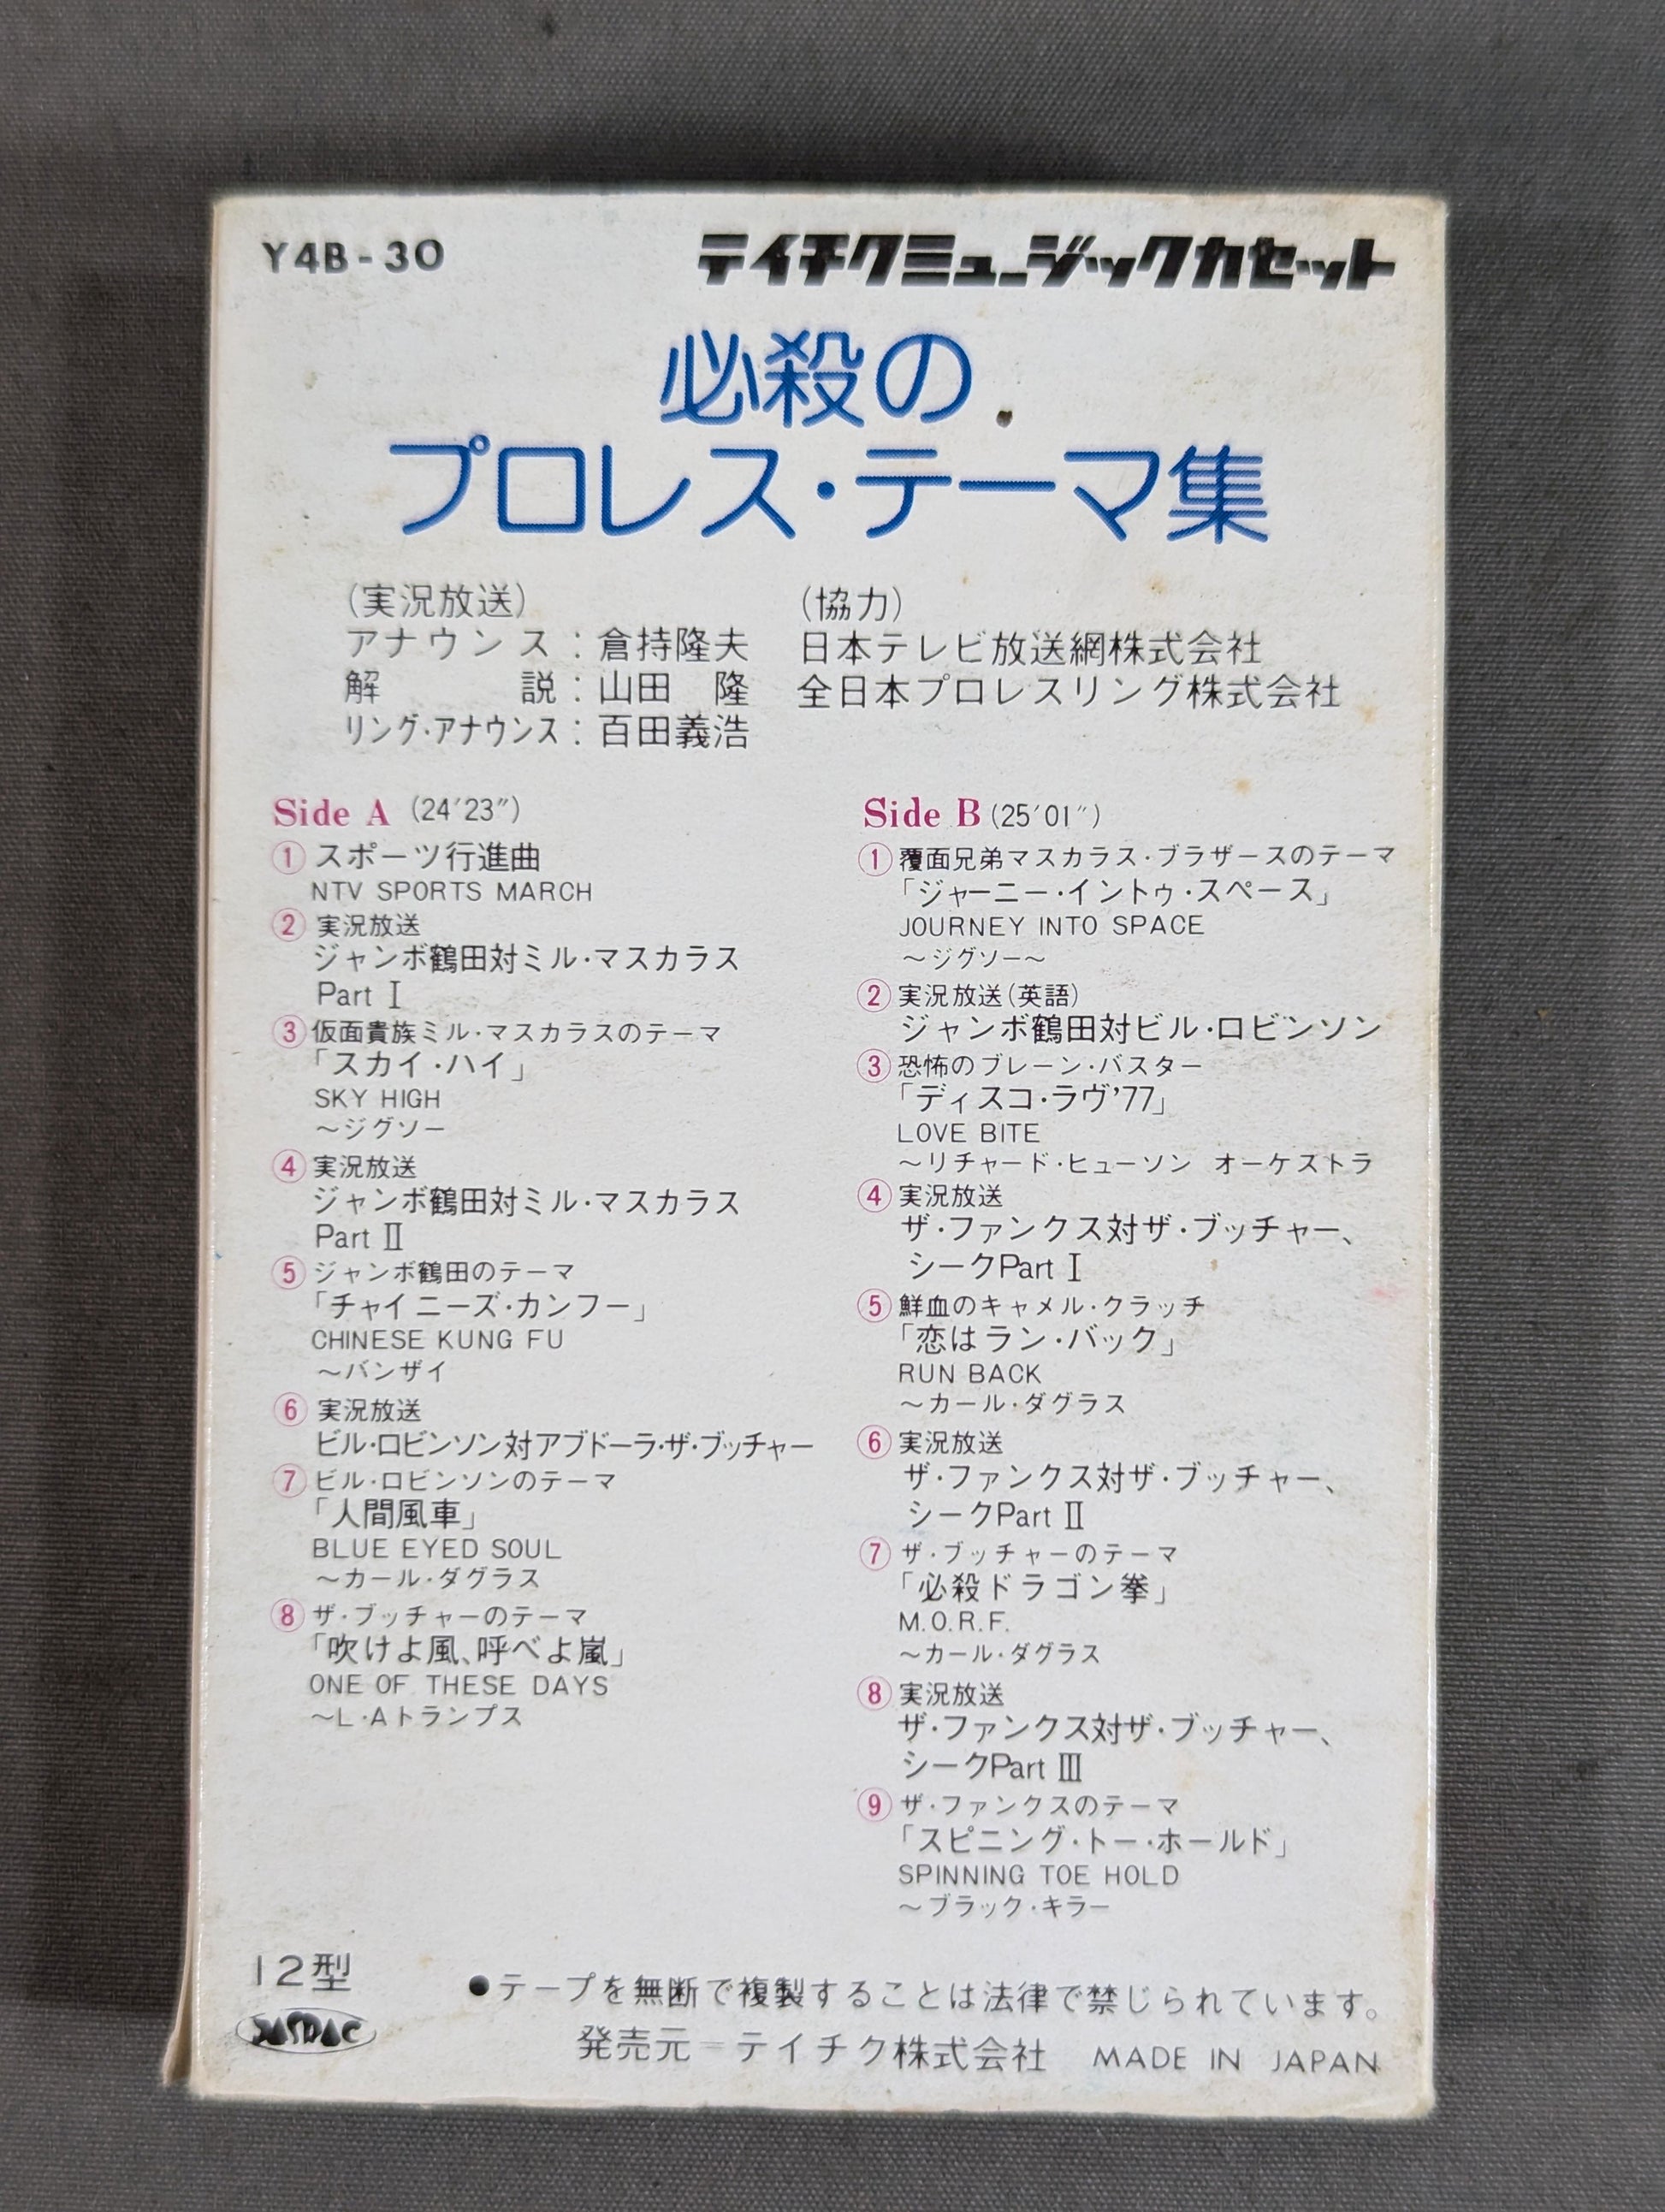 Y4B-30
テイチクミュージックカセット
必殺の
プロレス・テーマ集
(実況放送)
アナウンス:倉持隆夫
解説:山田 隆
リング・アナウンス:百田義浩
(協力)
日本テレビ放送網株式会社
全日本プロレスリング株式会社
Side A (24′23″)
① スポーツ行進曲
NTV SPORTS MARCH
② 実況放送
ジャンボ鶴田対ミル・マスカラス
Part Ⅰ
③ 仮面貴族ミル・マスカラスのテーマ
「スカイ・ハイ」
SKY HIGH
～ジグソー
④ 実況放送
ジャンボ鶴田対ミル・マスカラス
Part Ⅱ
⑤ ジャンボ鶴田のテーマ
「チャイニーズ・カンフー」
CHINESE KUNG FU
～バンザイ
⑥ 実況放送
ビル・ロビンソン対アブドーラ・ザ・ブッチャー
⑦ ビル・ロビンソンのテーマ
「人間風車」
BLUE EYED SOUL
～カール・ダグラス
⑧ ザ・ブッチャーのテーマ
「吹けよ風、呼べよ嵐」
ONE OF THESE DAYS
～L・Aトランプス
Side B (25′01″)
① 覆面兄弟マスカラス・ブラザースのテーマ
「ジャーニー・イントゥ・スペース」
JOURNEY INTO SPACE
～ジグソー～
② 実況放送(英語)
ジャンボ鶴田対ビル・ロビンソン
③ 恐怖のブレーン・バスター
「ディスコ・ラヴ’77」
LOVE BITE
～リチャード・ヒューソン オーケストラ
④ 実況放送
ザ・ファンクス対ザ・ブッチャー、
シークPart Ⅰ
⑤ 鮮血のキャメル・クラッチ
「恋はラン・バック」
RUN BACK
～カール・ダグラス
⑥ 実況放送
ザ・ファンクス対ザ・ブッチャー、
シークPart Ⅱ
⑦ ザ・ブッチャーのテーマ
「必殺ドラゴン拳」
M.O.R.F.
～カール・ダグラス
⑧ 実況放送
ザ・ファンクス対ザ・ブッチャー、
シークPart Ⅲ
⑨ ザ・ファンクスのテーマ
「スピニング・トー・ホールド」
SPINNING TOE HOLD
～ブラック・キラー
12型
JASRAC
●テープを無断で複製することは法律で禁じられています。
発売元=テイチク株式会社 MADE IN JAPAN